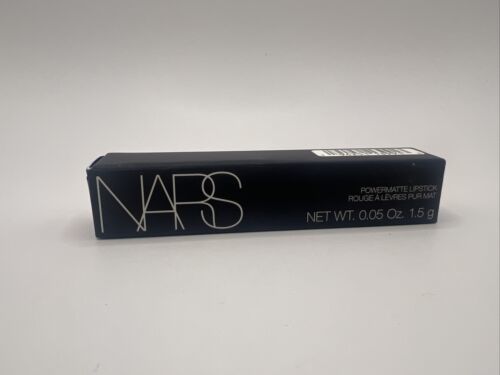 NARS
POWERMATTE LIPSTICK
ROUGE À LÈVRES PUR MAT
NET WT. 0.05 Oz. 1.5 g